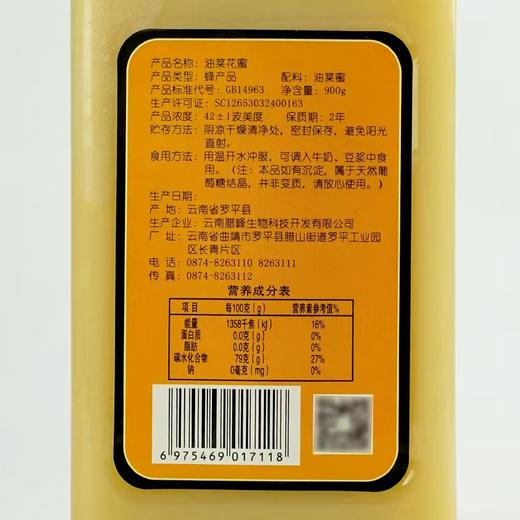 产品名称：油菜花蜜
产品类型：蜂产品 配料：油菜蜜
产品标准代号：GB14963 净含量：900g
生产许可证：SC12653032400163
产品浓度：42±1波美度 保质期：2年
贮存方法：阴凉干燥清净处，密封保存，避免阳光
直射。
食用方法：用温开水冲服，可调入牛奶、豆浆中食
用。（本品如有沉淀，属于天然葡
萄糖结晶，并非变质，请放心使用。）
生产日期：
产 地：云南省罗平县
生产企业：云南腊峰生物科技开发有限公司
厂 址：云南省曲靖市罗平县腊山街道罗平工业园
区长青片区
电 话：0874-8263110 8263111
传 真：0874-8263112
营养成分表
项目 每100克(g) 营养素参考值%
能量 1358千焦(kJ) 16%
蛋白质 0.0克(g) 0%
脂肪 0.0克(g) 0%
碳水化合物 79克(g) 27%
钠 0毫克(mg) 0%
6 975469 017118